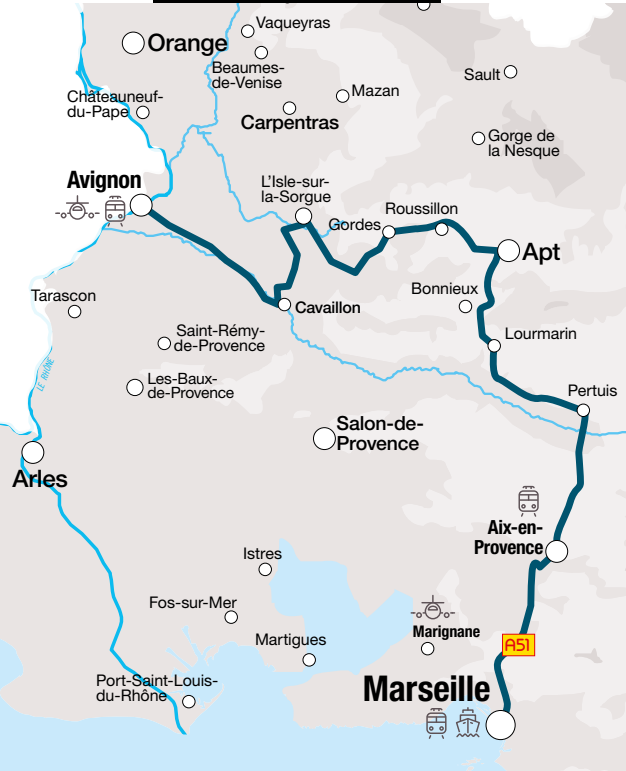 Vaqueyras
Orange
Beaumes-
de-Venise
Sault
Mazan
Châteauneuf-
du-Pape
Carpentras
Gorge de
la Nesque
Avignon
L'Isle-sur-
la-Sorgue
Roussillon
Gordes
Apt
Bonnieux
Tarascon
Cavaillon
Saint-Rémy-
de-Provence
Lourmarin
LE RHÔNE
Les-Baux-
de-Provence
Pertuis
Salon-de-
Provence
Arles
Aix-en-
Provence
Istres
Fos-sur-Mer
Marignane
Martigues
A51
Port-Saint-Louis-
du-Rhône
Marseille